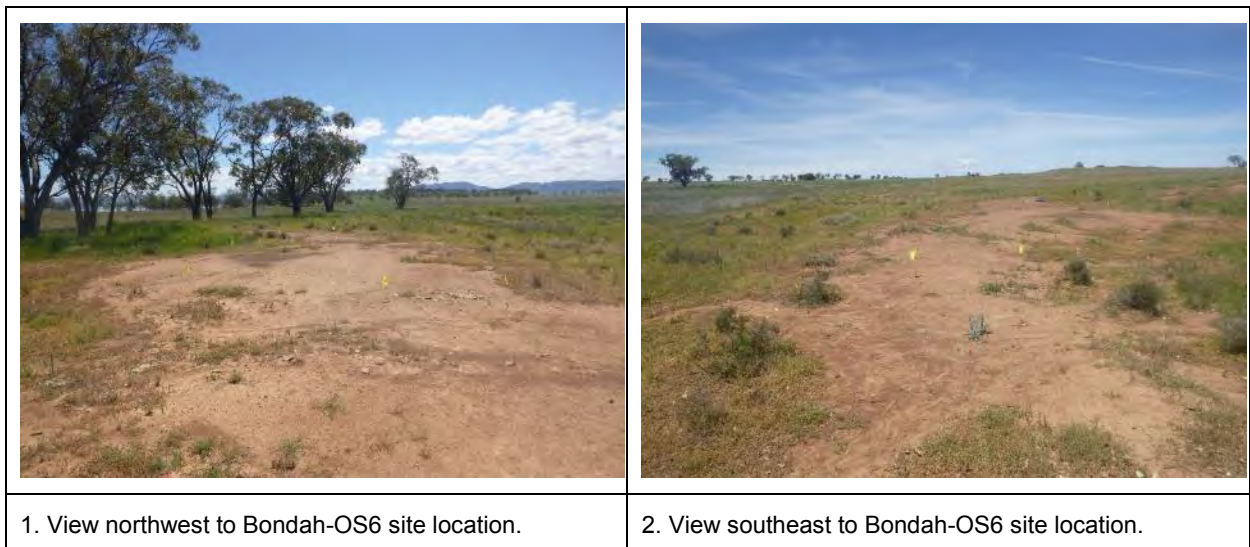 1. View northwest to Bondah-OS6 site location.
2. View southeast to Bondah-OS6 site location.